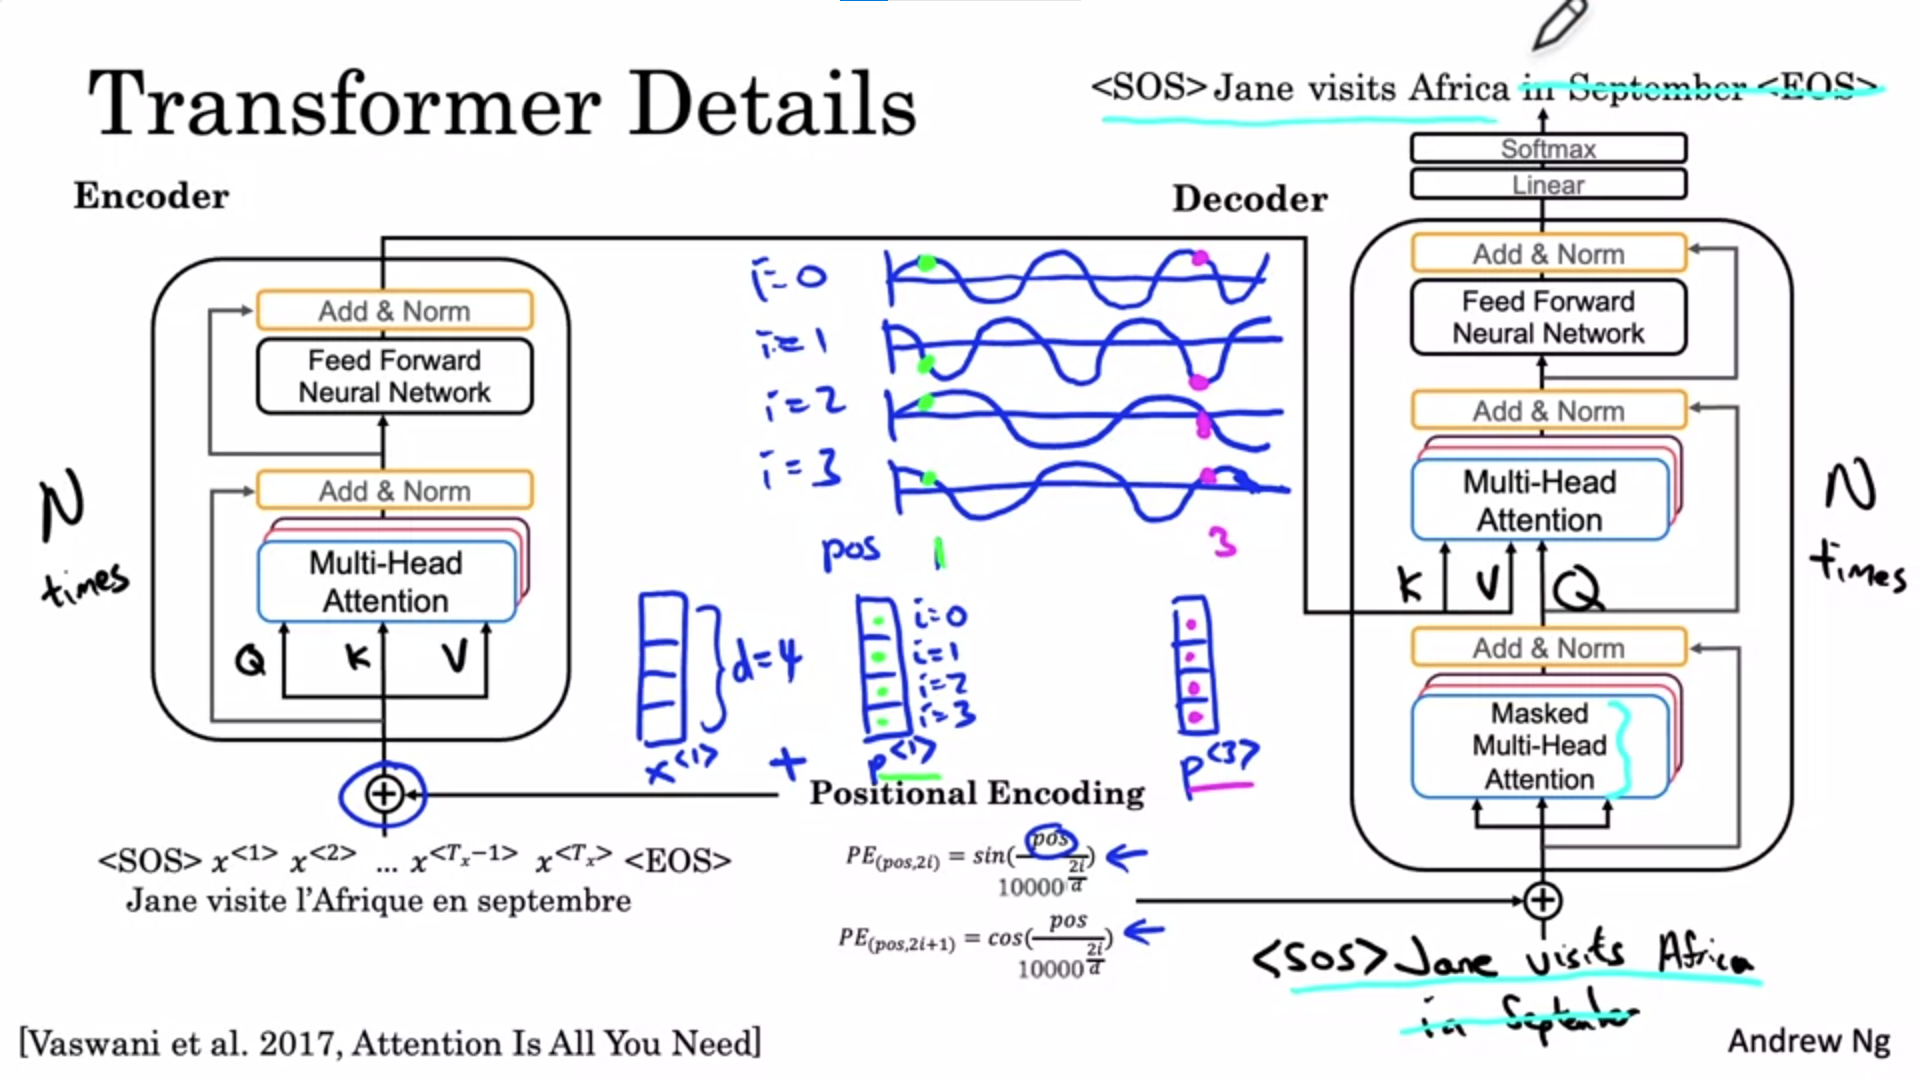 Transformer Details
<SOS> Jane visits Africa in September <EOS>
Encoder
Add & Norm
Feed Forward
Neural Network
Add & Norm
Multi-Head
Attention
Q K V
N
times
<SOS> x<1> x<2> ... x<Tx-1> x<Tx> <EOS>
Jane visite l'Afrique en septembre
i=0
i=1
i=2
i=3
pos 1 3
d=4
i=0
i=1
i=2
i=3
x<1> + p<1> p<3>
Positional Encoding
PE(pos,2i) = sin(pos/10000^(2i/d))
PE(pos,2i+1) = cos(pos/10000^(2i/d))
Decoder
Softmax
Linear
Add & Norm
Feed Forward
Neural Network
Add & Norm
Multi-Head
Attention
K V Q
Add & Norm
Masked
Multi-Head
Attention
N
times
<SOS> Jane visits Africa
in September
[Vaswani et al. 2017, Attention Is All You Need]
Andrew Ng